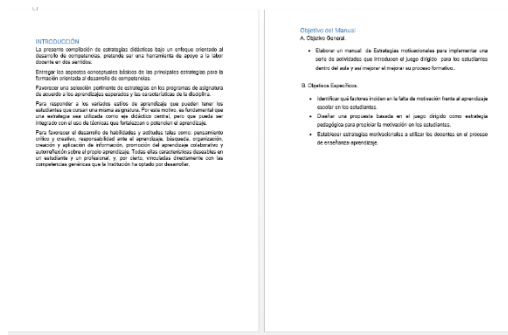 INTRODUCCIÓN
La presente compilación de estrategias didácticas bajo un enfoque orientado al
desarrollo de competencias, pretende ser una herramienta de apoyo a la labor
docente en dos sentidos:
Entregar los aspectos conceptuales básicos de las principales estrategias para la
formación orientada al desarrollo de competencias.
Favorecer una selección pertinente de estrategias en los programas de asignatura
de acuerdo a los aprendizajes esperados y las características de la disciplina.
Para responder a los variados estilos de aprendizaje que pueden tener los
estudiantes que cursan una misma asignatura. Por este motivo, es fundamental que
una estrategia sea utilizada como eje didáctico central, pero que pueda ser
integrado con el uso de técnicas que fortalezcan o potencien el aprendizaje.
Para favorecer el desarrollo de habilidades y actitudes tales como: pensamiento
crítico y creativo, responsabilidad ante el aprendizaje, búsqueda, organización,
creación y aplicación de información, promoción del aprendizaje colaborativo y
autorreflexión sobre el propio aprendizaje. Todas ellas características deseables en
un estudiante y un profesional, y, por cierto, vinculadas directamente con las
competencias genéricas que la Institución ha optado por desarrollar.
Objetivo del Manual
A. Objetivo General.
• Elaborar un manual de Estrategias motivacionales para implementar una
serie de actividades que introducen el juego dirigido para los estudiantes
dentro del aula y así mejorar el mejorar su proceso formativo.
B. Objetivos Específicos.
• Identificar qué factores inciden en la falta de motivación frente al aprendizaje
escolar en los estudiantes.
• Diseñar una propuesta basada en el juego dirigido como estrategia
pedagógica para propiciar la motivación en los estudiantes.
• Establecer estrategias motivacionales a utilizar los docentes en el proceso
de enseñanza-aprendizaje.